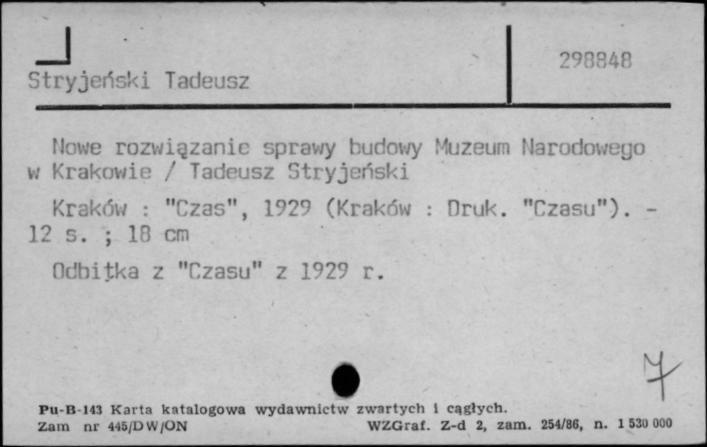 298848
Stryjeński Tadeusz
Nowe rozwiązanie sprawy budowy Muzeum Narodowego
w Krakowie / Tadeusz Stryjeński
Kraków : "Czas", 1929 (Kraków : Druk. "Czasu"). -
12 s. ; 18 cm
Odbitka z "Czasu" z 1929 r.
7
Pu-B-143 Karta katalogowa wydawnictw zwartych i cągłych.
Zam nr 445/DW/ON WZGraf. Z-d 2, zam. 254/86, n. 1 530 000